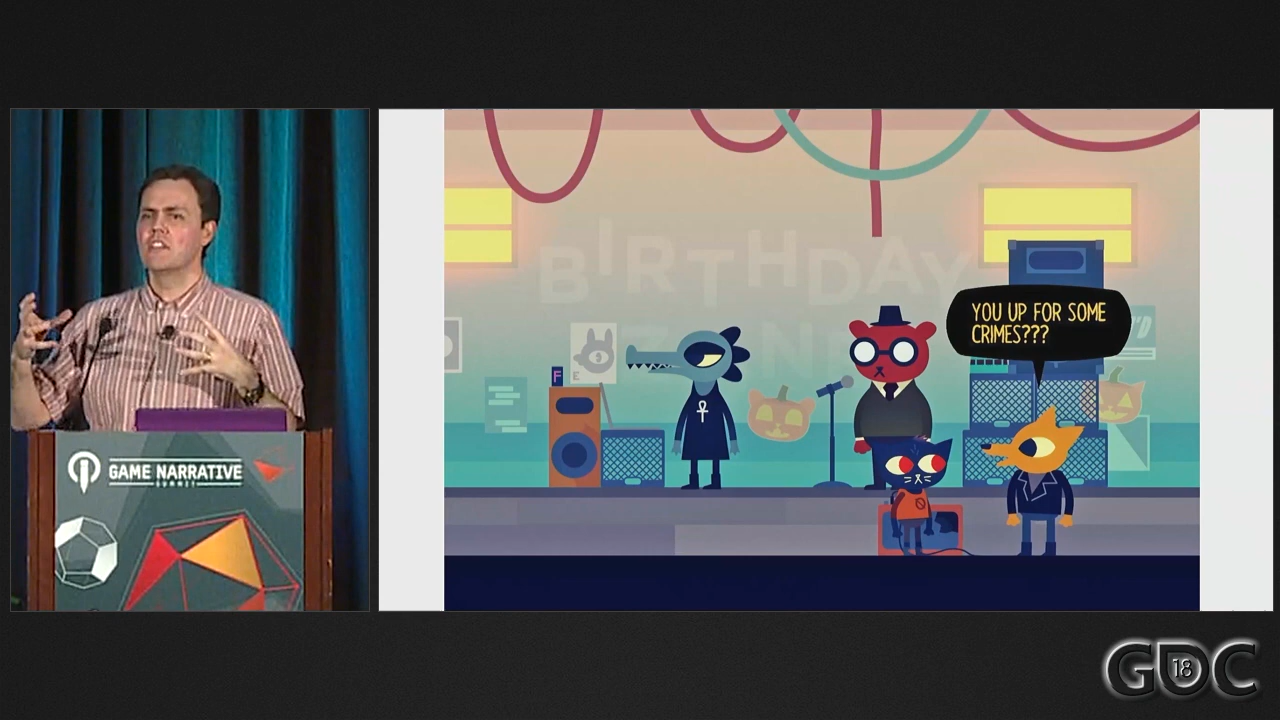 GAME NARRATIVE
SUMMIT
BIRTHDAY
YOU UP FOR SOME
CRIMES???
F
E
GDC
18